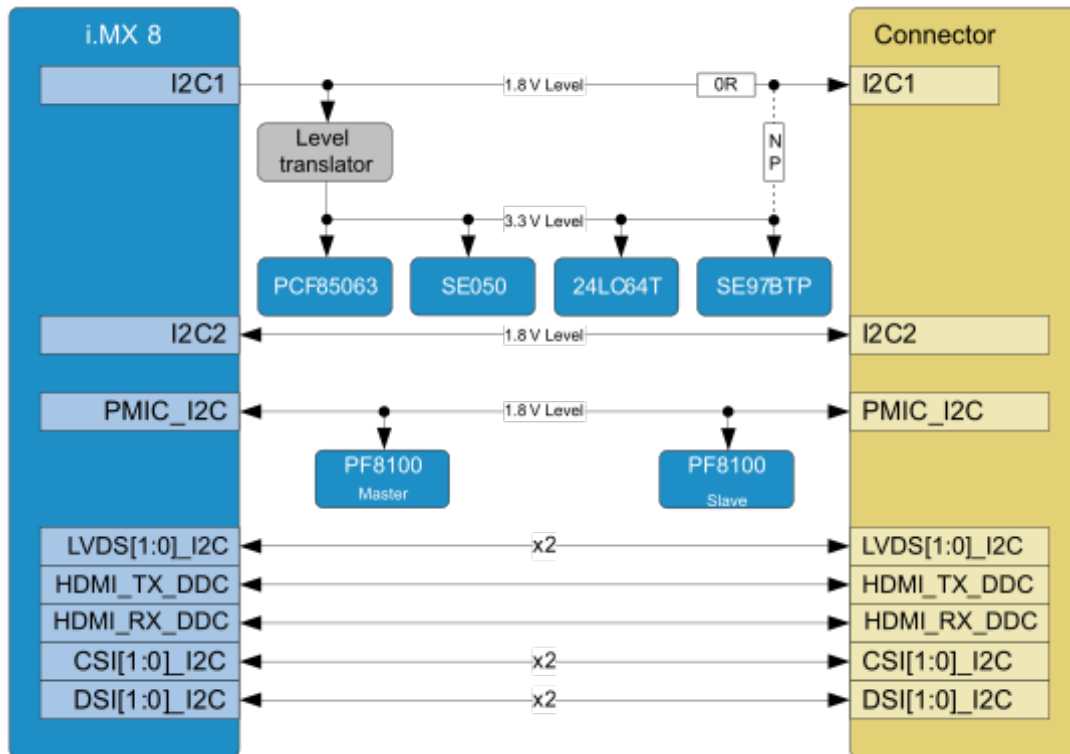 i.MX 8
Connector
I2C1
1.8 V Level
0R
I2C1
Level
translator
N
P
3.3 V Level
PCF85063
SE050
24LC64T
SE97BTP
I2C2
1.8 V Level
I2C2
PMIC_I2C
1.8 V Level
PMIC_I2C
PF8100
Master
PF8100
Slave
LVDS[1:0]_I2C
x2
LVDS[1:0]_I2C
HDMI_TX_DDC
HDMI_TX_DDC
HDMI_RX_DDC
HDMI_RX_DDC
CSI[1:0]_I2C
x2
CSI[1:0]_I2C
DSI[1:0]_I2C
x2
DSI[1:0]_I2C